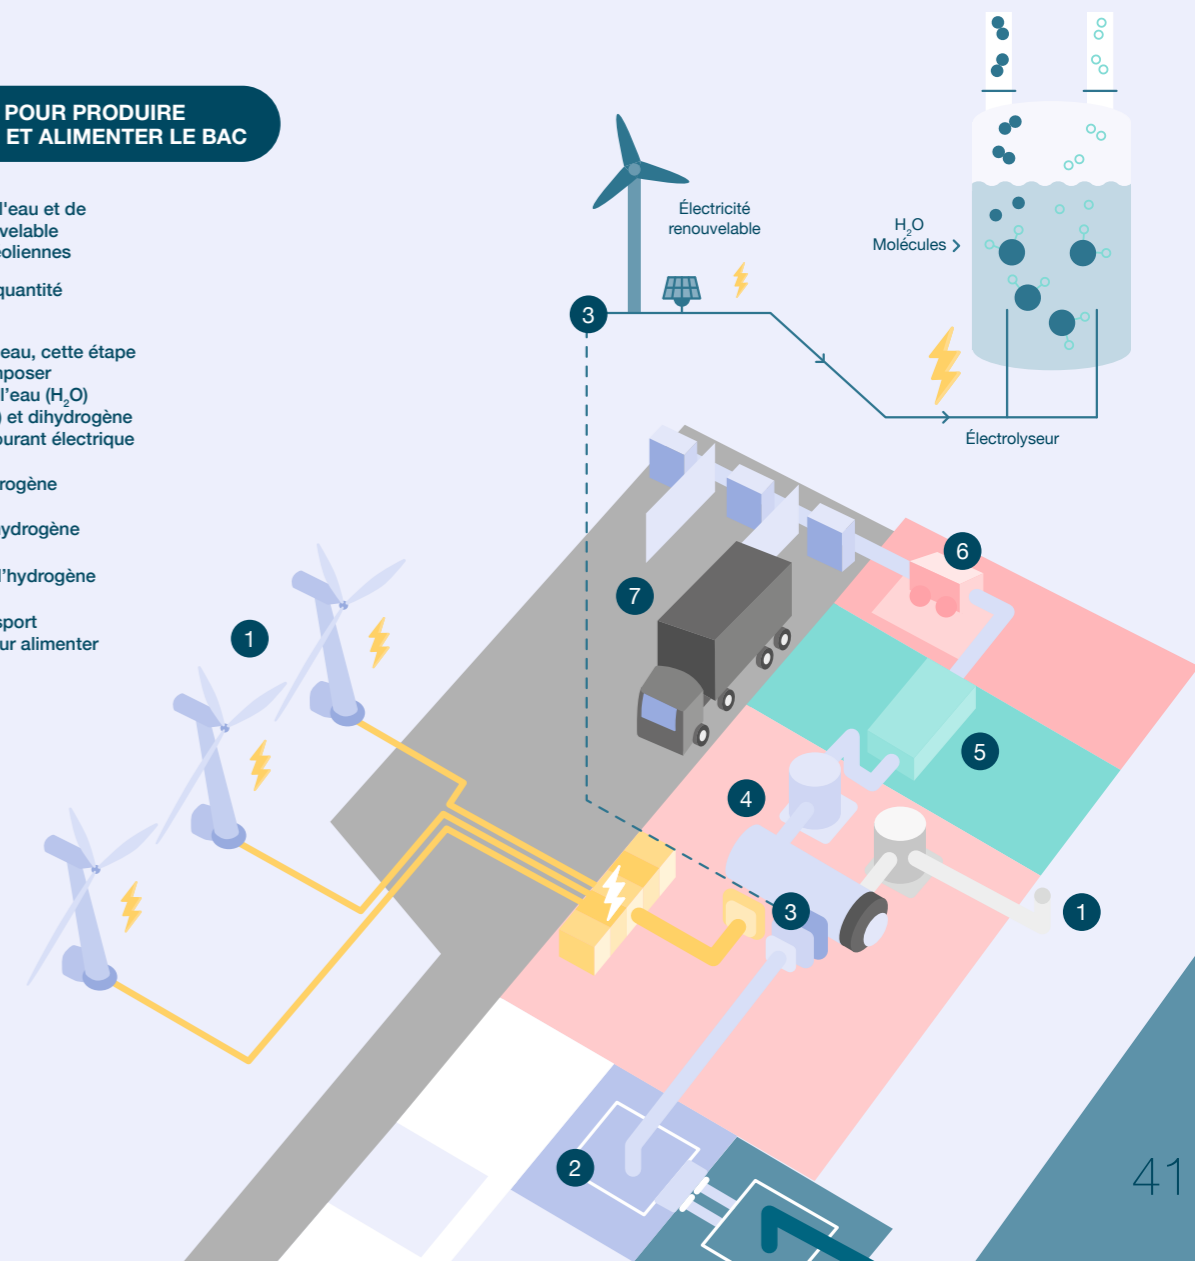 POUR PRODUIRE
ET ALIMENTER LE BAC
l'eau et de
velable
éoliennes
quantité
eau, cette étape
mposer
l'eau (H₂O)
) et dihydrogène
ourant électrique
rogène
hydrogène
l'hydrogène
sport
ur alimenter
Électricité
renouvelable
H₂O
Molécules >
3
Électrolyseur
6
7
1
5
4
3
1
2
41